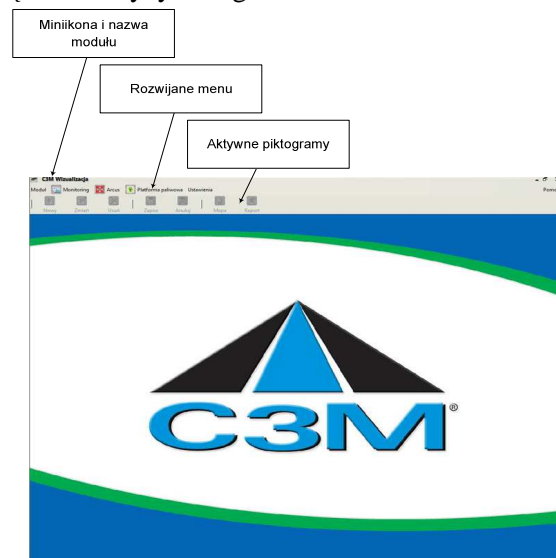 Miniikona i nazwa
modułu
Rozwijane menu
Aktywne piktogramy
C3M Wizualizacja
Moduł Monitoring Arcus Platforma paliwowa Ustawienia
Nowy Zmień Usuń Zapisz Anuluj Mapa Raport
C3M®